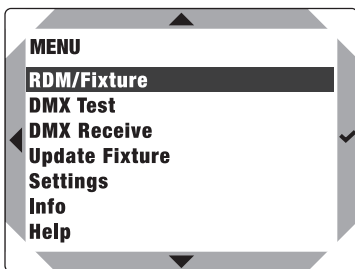 MENU
RDM/Fixture
DMX Test
DMX Receive
Update Fixture
Settings
Info
Help